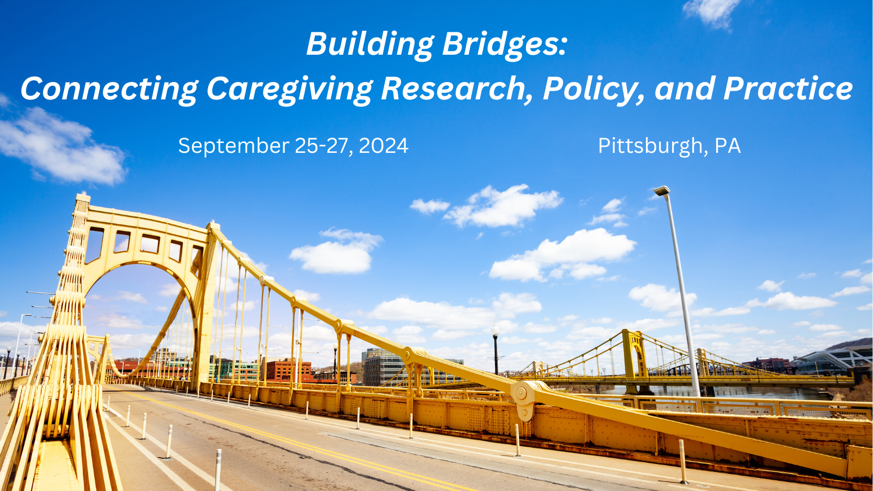 Building Bridges:
Connecting Caregiving Research, Policy, and Practice
September 25-27, 2024 Pittsburgh, PA